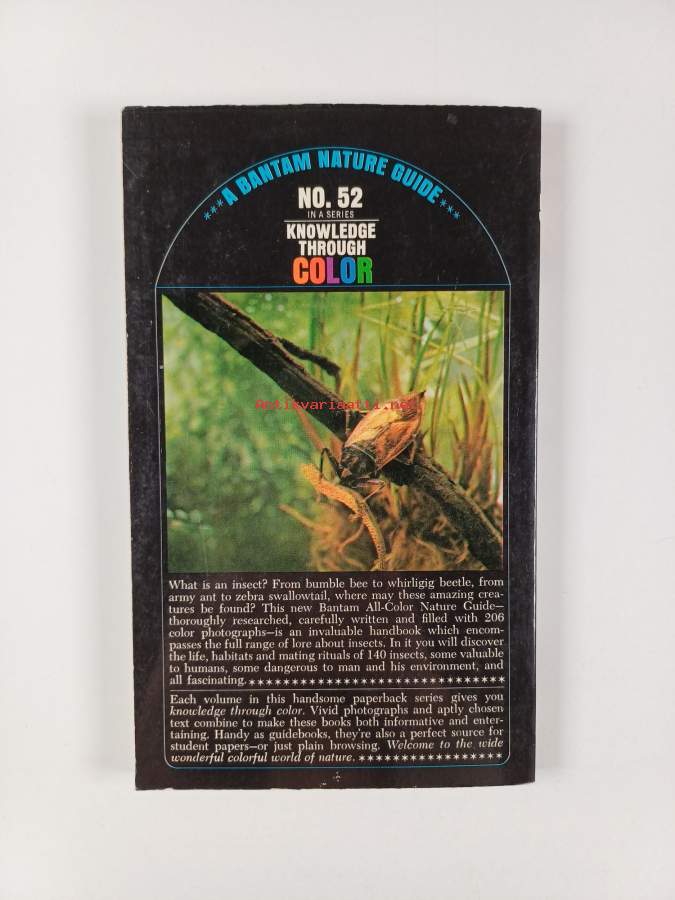 ***A BANTAM NATURE GUIDE***
NO. 52
IN A SERIES
KNOWLEDGE
THROUGH
COLOR
Antikvariaatti.net
What is an insect? From bumble bee to whirligig beetle, from
army ant to zebra swallowtail, where may these amazing crea-
tures be found? This new Bantam All-Color Nature Guide—
thoroughly researched, carefully written and filled with 206
color photographs—is an invaluable handbook which encom-
passes the full range of lore about insects. In it you will discover
the life, habitats and mating rituals of 140 insects, some valuable
to humans, some dangerous to man and his environment, and
all fascinating. ******************************
Each volume in this handsome paperback series gives you
knowledge through color. Vivid photographs and aptly chosen
text combine to make these books both informative and enter-
taining. Handy as guidebooks, they're also a perfect source for
student papers—or just plain browsing. Welcome to the wide
wonderful colorful world of nature. *****************